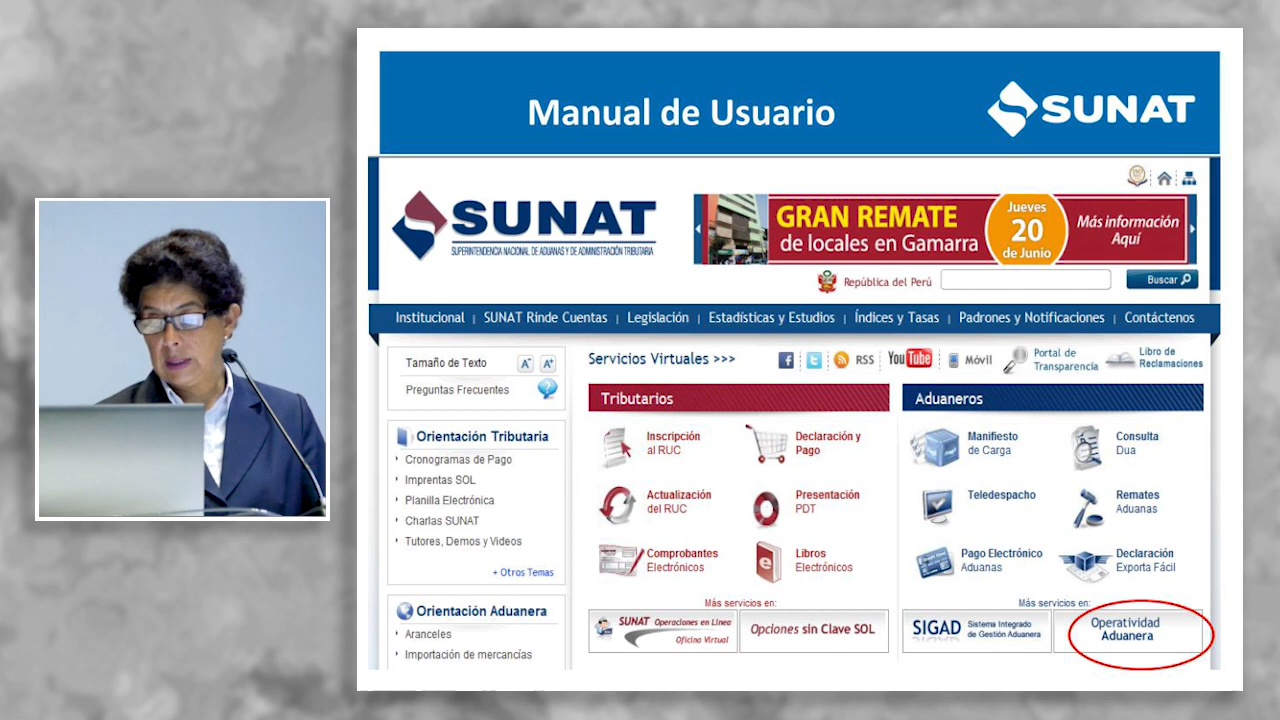 Manual de Usuario
SUNAT
SUNAT
SUPERINTENDENCIA NACIONAL DE ADUANAS Y DE ADMINISTRACIÓN TRIBUTARIA
GRAN REMATE
de locales en Gamarra
Jueves
20
de Junio
Más información
Aquí
República del Perú
Buscar
Institucional | SUNAT Rinde Cuentas | Legislación | Estadísticas y Estudios | Índices y Tasas | Padrones y Notificaciones | Contáctenos
Tamaño de Texto A- A+
Preguntas Frecuentes
Orientación Tributaria
Cronogramas de Pago
Imprentas SOL
Planilla Electrónica
Charlas SUNAT
Tutores, Demos y Videos
+ Otros Temas
Orientación Aduanera
Aranceles
Importación de mercancías
Servicios Virtuales >>>
RSS
YouTube
Móvil
Portal de
Transparencia
Libro de
Reclamaciones
Tributarios
Inscripción
al RUC
Declaración y
Pago
Actualización
del RUC
Presentación
PDT
Comprobantes
Electrónicos
Libros
Electrónicos
Más servicios en:
SUNAT Operaciones en Línea
Oficina Virtual
Opciones sin Clave SOL
Aduaneros
Manifiesto
de Carga
Consulta
Dua
Teledespacho
Remates
Aduanas
Pago Electrónico
Aduanas
Declaración
Exporta Fácil
Más servicios en:
SIGAD
Sistema Integrado
de Gestión Aduanera
Operatividad
Aduanera